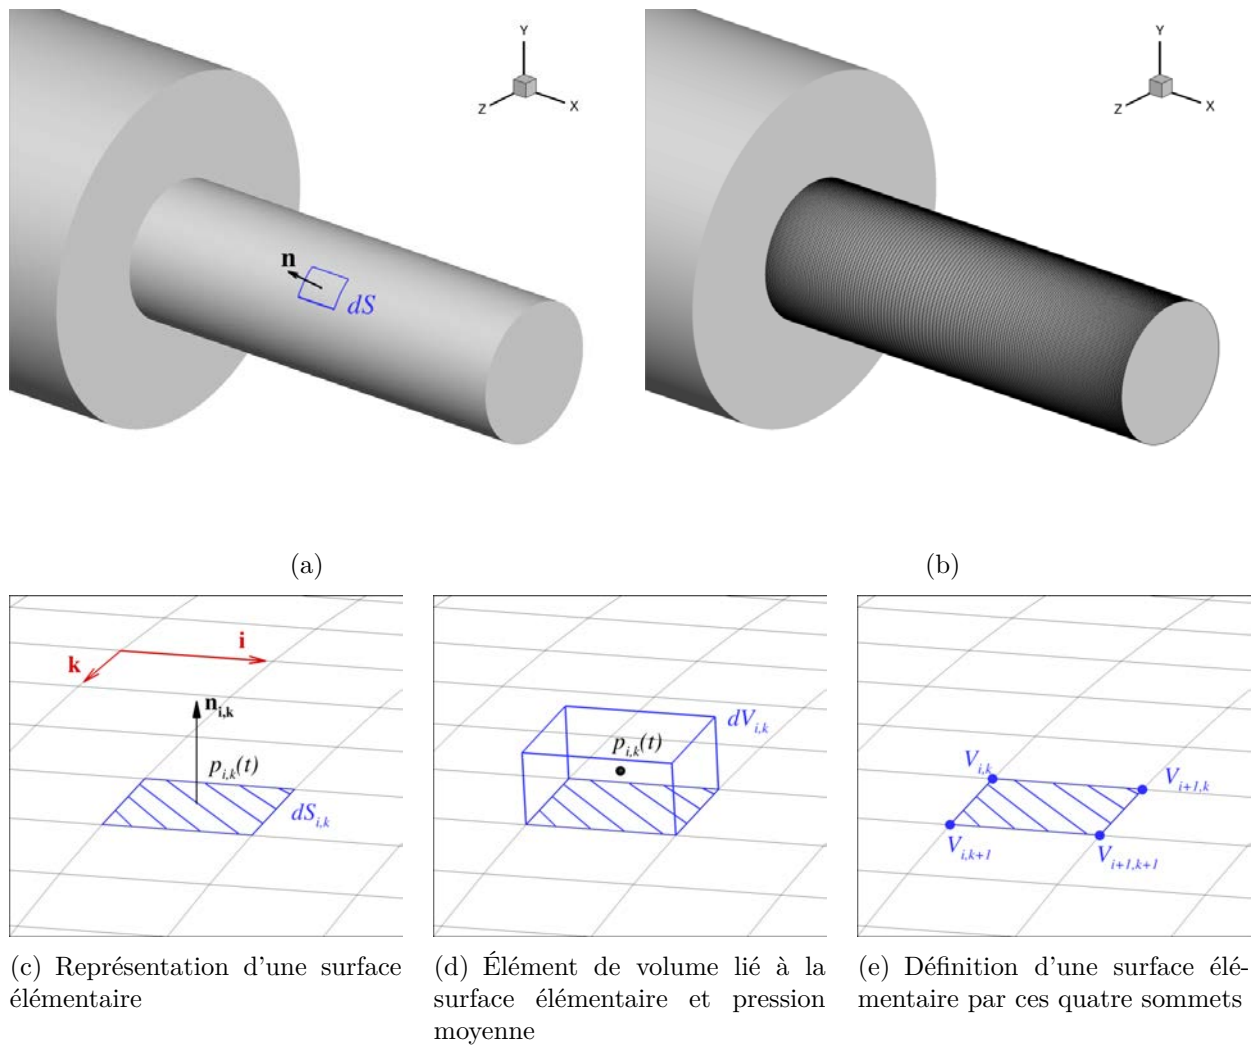 Y
Z
X
n
dS
Y
Z
X
(a)
(b)
i
k
n_{i,k}
p_{i,k}(t)
dS_{i,k}
dV_{i,k}
p_{i,k}(t)
V_{i,k}
V_{i+1,k}
V_{i,k+1}
V_{i+1,k+1}
(c) Représentation d'une surface
élémentaire
(d) Élément de volume lié à la
surface élémentaire et pression
moyenne
(e) Définition d'une surface élé-
mentaire par ces quatre sommets